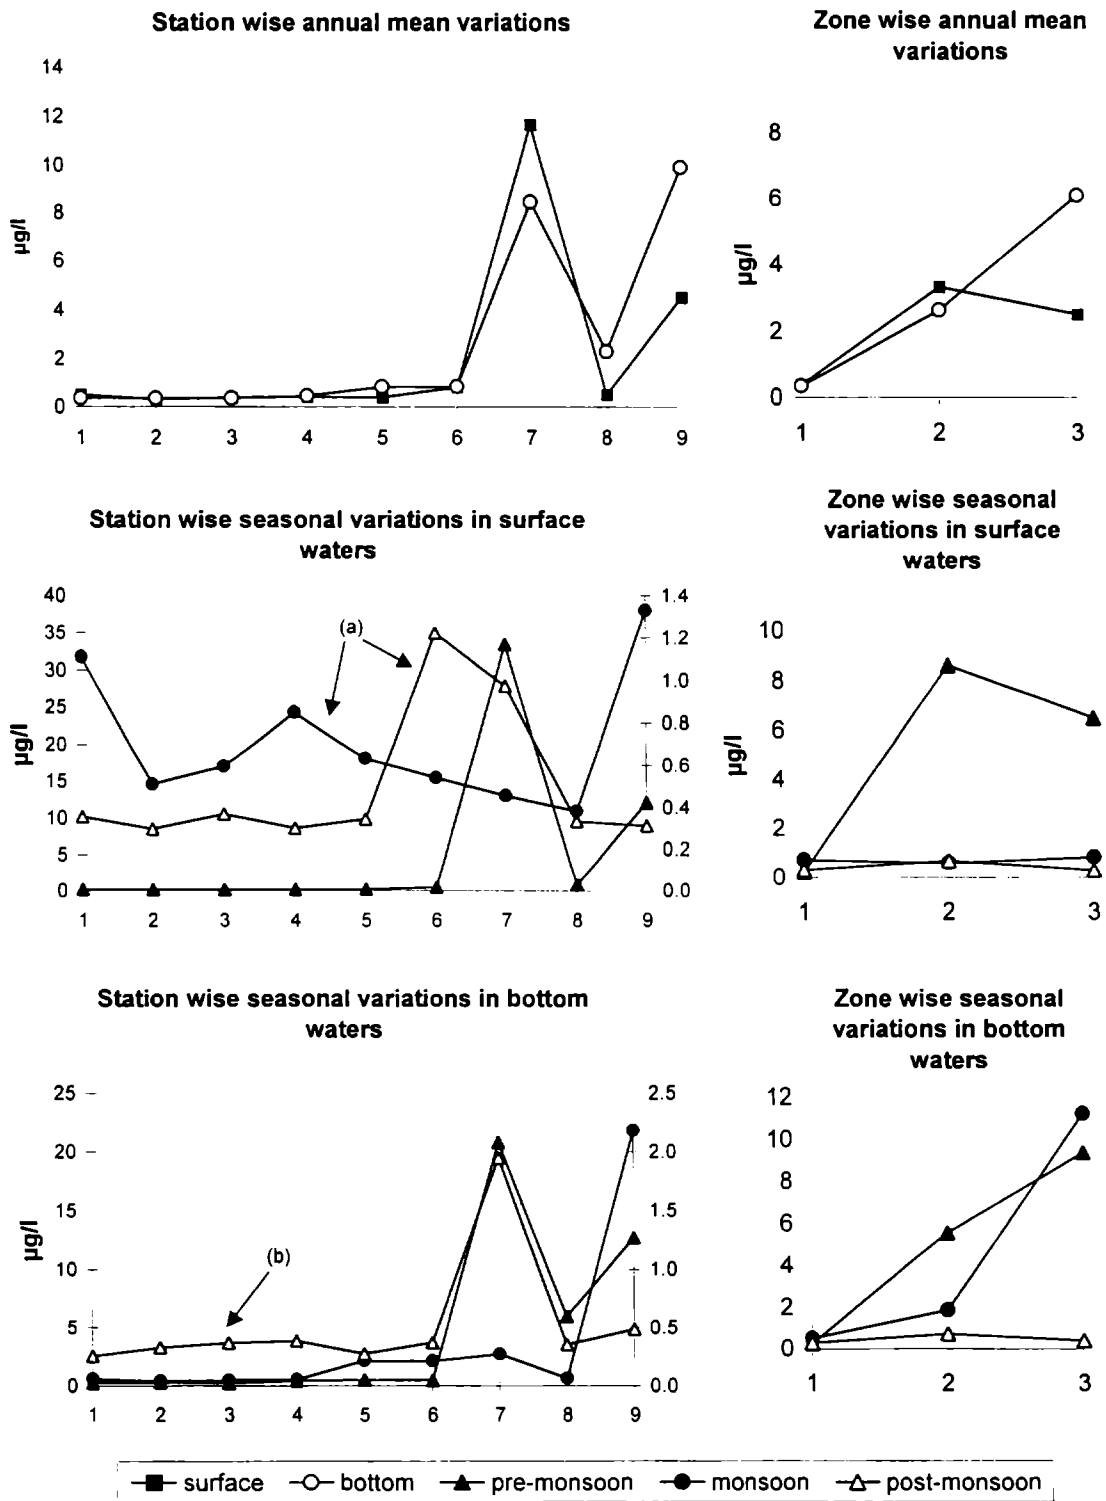 Station wise annual mean variations
14
12
10
8
6
4
2
0
µg/l
1 2 3 4 5 6 7 8 9
Zone wise annual mean
variations
8
6
4
2
0
µg/l
1 2 3
Station wise seasonal variations in surface
waters
40
35
30
25
20
15
10
5
0
µg/l
(a)
1.4
1.2
1.0
0.8
0.6
0.4
0.2
0.0
1 2 3 4 5 6 7 8 9
Zone wise seasonal
variations in surface
waters
10
8
6
4
2
0
µg/l
1 2 3
Station wise seasonal variations in bottom
waters
25
20
15
10
5
0
µg/l
(b)
2.5
2.0
1.5
1.0
0.5
0.0
1 2 3 4 5 6 7 8 9
Zone wise seasonal
variations in bottom
waters
12
10
8
6
4
2
0
1 2 3
surface bottom pre-monsoon monsoon post-monsoon